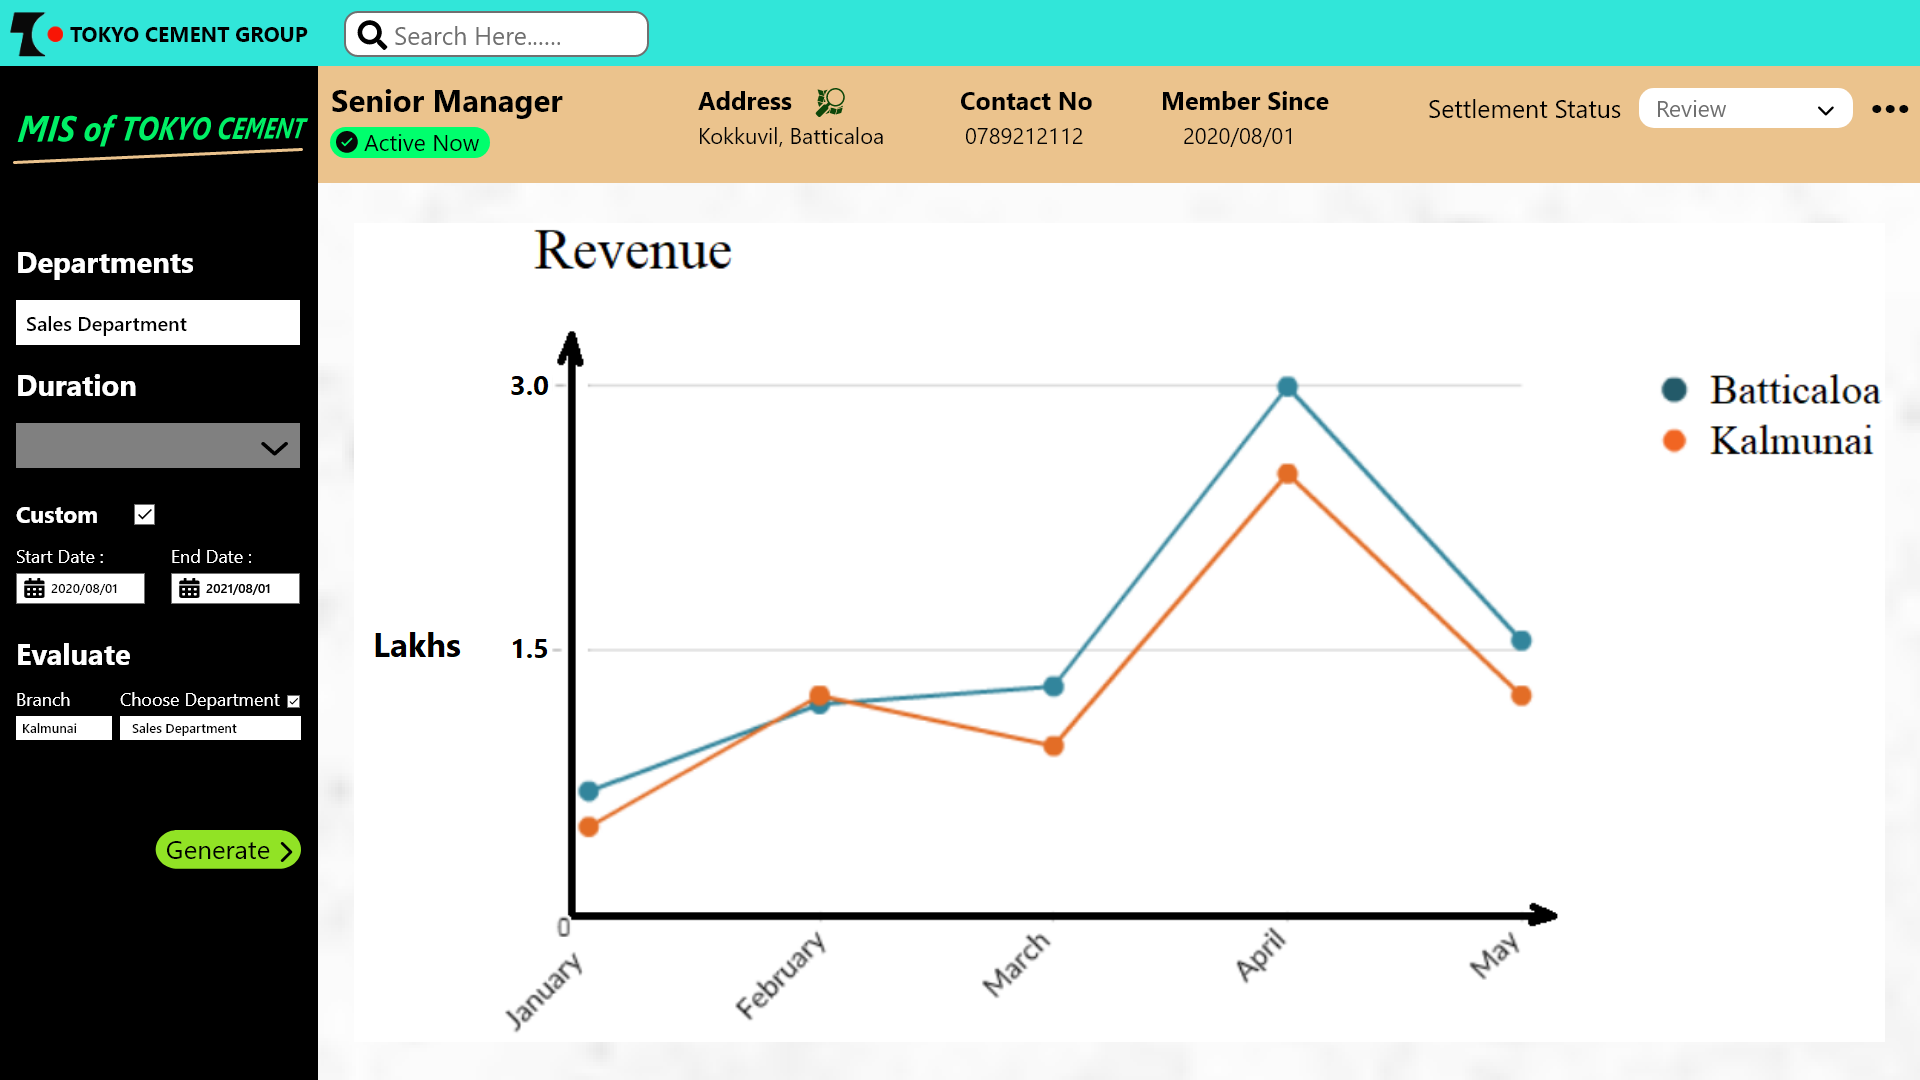 TOKYO CEMENT GROUP
Search Here......
MIS of TOKYO CEMENT
Senior Manager
Active Now
Address
Kokkuvil, Batticaloa
Contact No
0789212112
Member Since
2020/08/01
Settlement Status
Review
Departments
Sales Department
Duration
Custom
Start Date :
End Date :
2020/08/01
2021/08/01
Evaluate
Branch
Choose Department
Kalmunai
Sales Department
Generate
Revenue
3.0
Lakhs
1.5
0
January
February
March
April
May
Batticaloa
Kalmunai